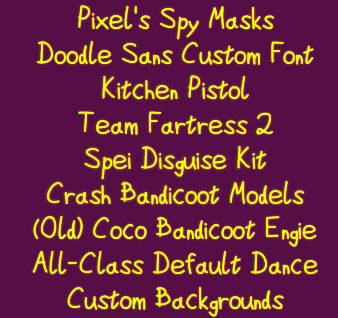 Pixel's Spy Masks
Doodle Sans Custom Font
Kitchen Pistol
Team Fartress 2
Spei Disguise Kit
Crash Bandicoot Models
(Old) Coco Bandicoot Engie
All-Class Default Dance
Custom Backgrounds